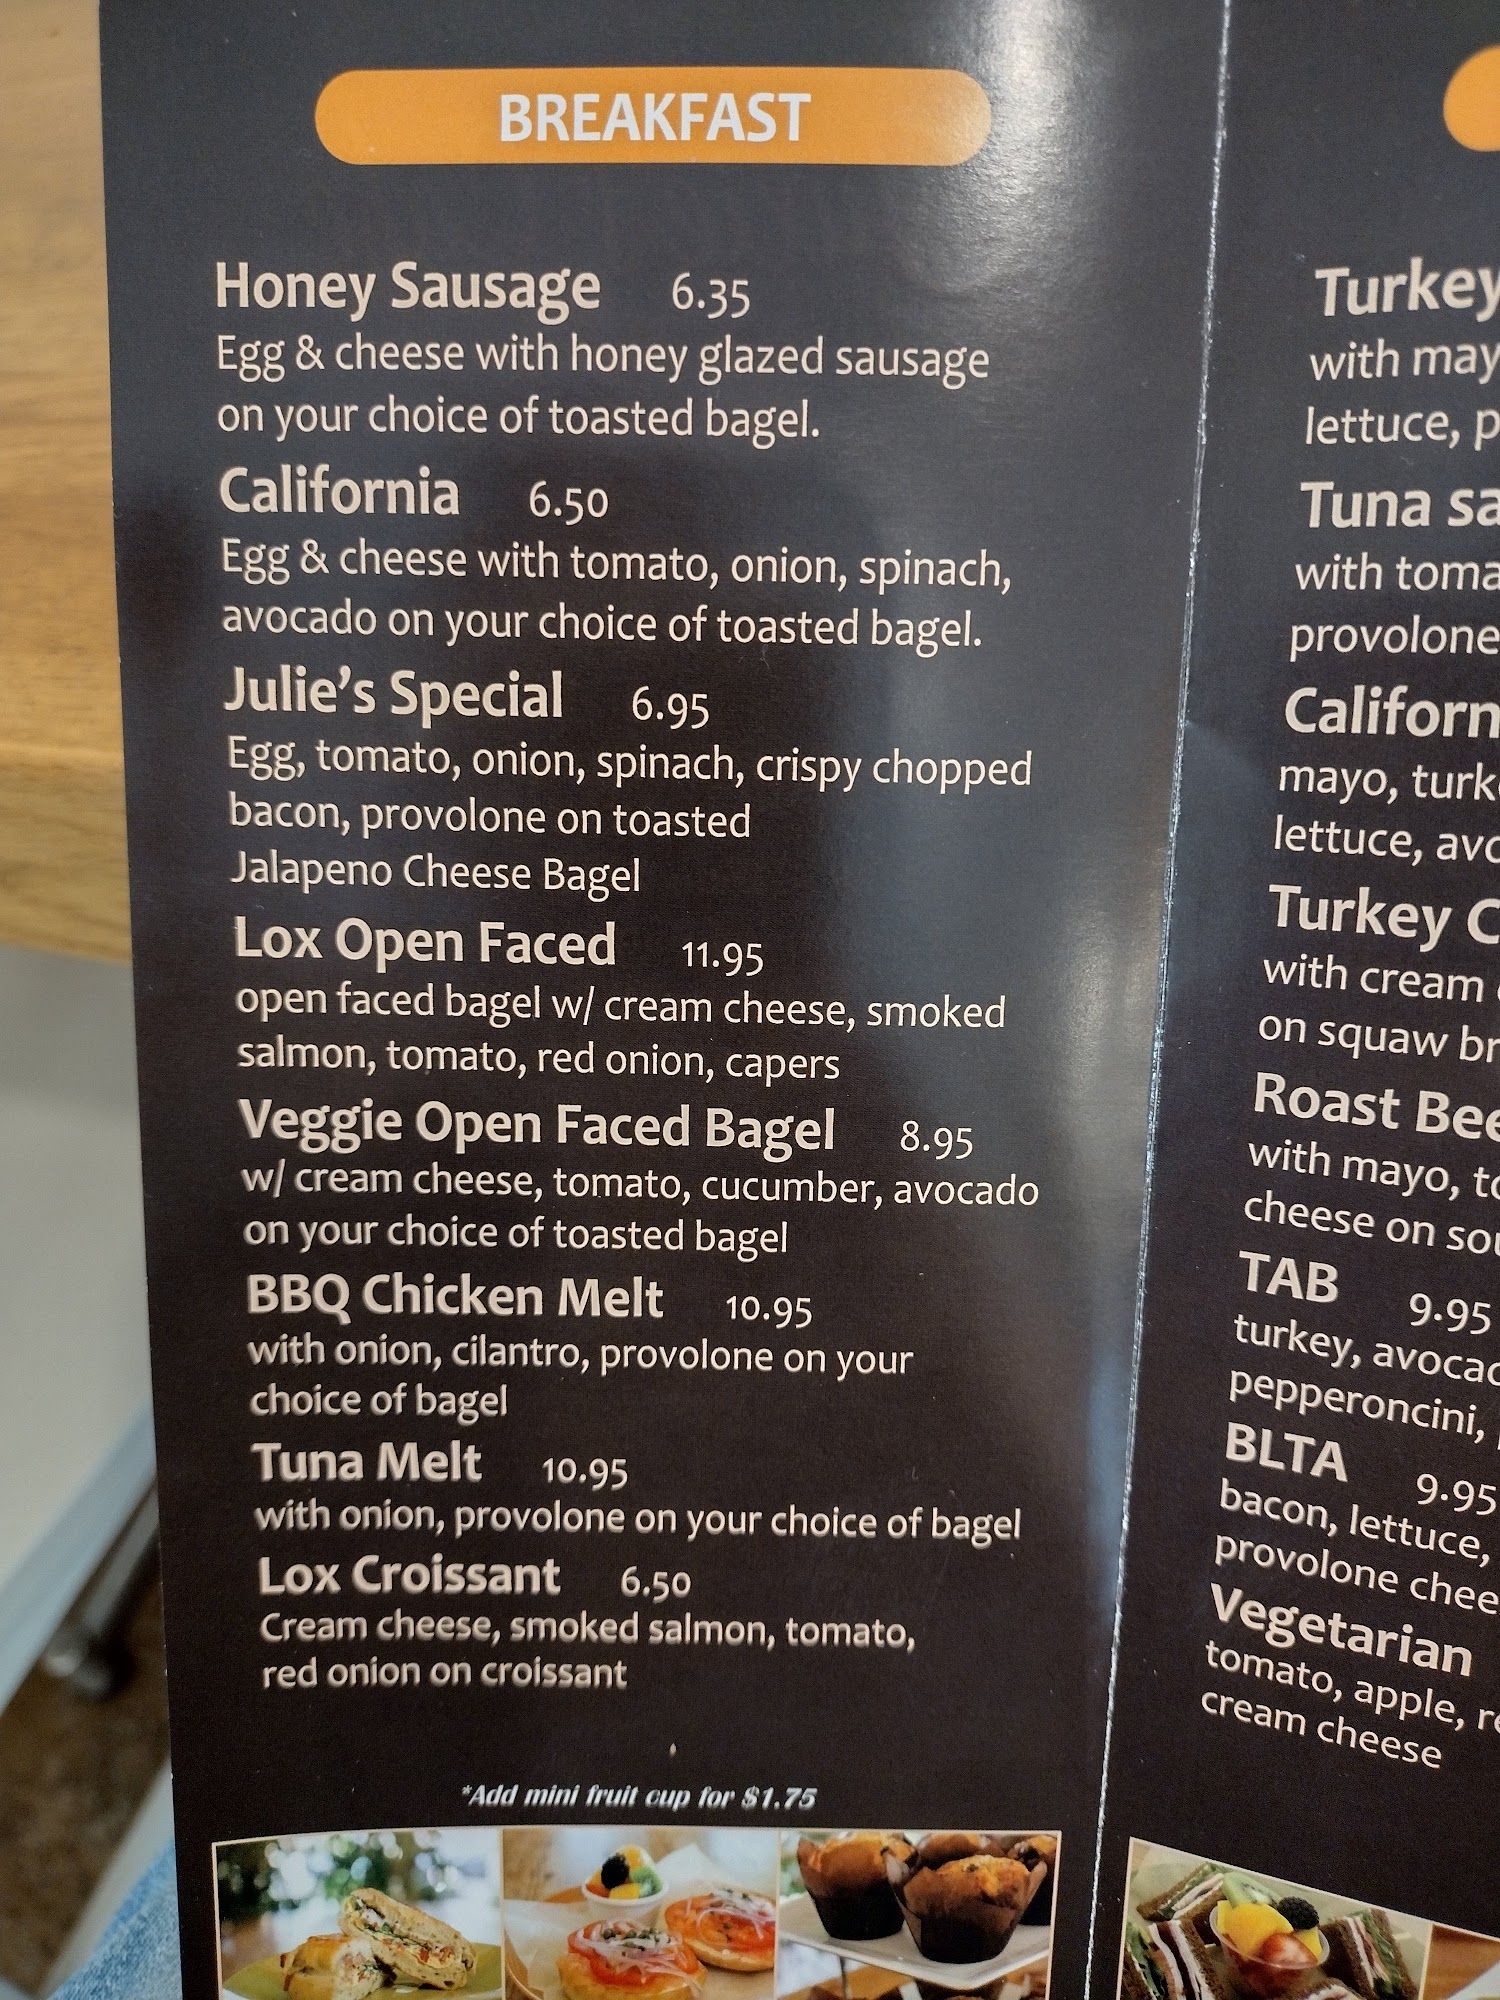 BREAKFAST
Honey Sausage 6.35
Egg & cheese with honey glazed sausage
on your choice of toasted bagel.
California 6.50
Egg & cheese with tomato, onion, spinach,
avocado on your choice of toasted bagel.
Julie's Special 6.95
Egg, tomato, onion, spinach, crispy chopped
bacon, provolone on toasted
Jalapeno Cheese Bagel
Lox Open Faced 11.95
open faced bagel w/ cream cheese, smoked
salmon, tomato, red onion, capers
Veggie Open Faced Bagel 8.95
w/ cream cheese, tomato, cucumber, avocado
on your choice of toasted bagel
BBQ Chicken Melt 10.95
with onion, cilantro, provolone on your
choice of bagel
Tuna Melt 10.95
with onion, provolone on your choice of bagel
Lox Croissant 6.50
Cream cheese, smoked salmon, tomato,
red onion on croissant
*Add mini fruit cup for $1.75
Turkey
with
lettuce,
Tuna
with
provolone
mayo,
lettuce,
Turkey
with cream
on squaw
Roast
with mayo,
cheese on
TAB 9.95
turkey,
pepperoncini,
BLTA 9.95
bacon, lettuce,
provolone
Vegetarian
tomato, apple,
cream cheese